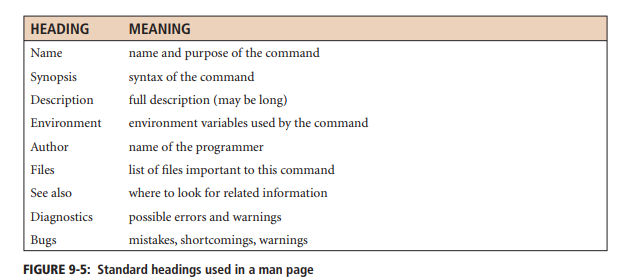 HEADING MEANING
Name name and purpose of the command
Synopsis syntax of the command
Description full description (may be long)
Environment environment variables used by the command
Author name of the programmer
Files list of files important to this command
See also where to look for related information
Diagnostics possible errors and warnings
Bugs mistakes, shortcomings, warnings
FIGURE 9-5: Standard headings used in a man page